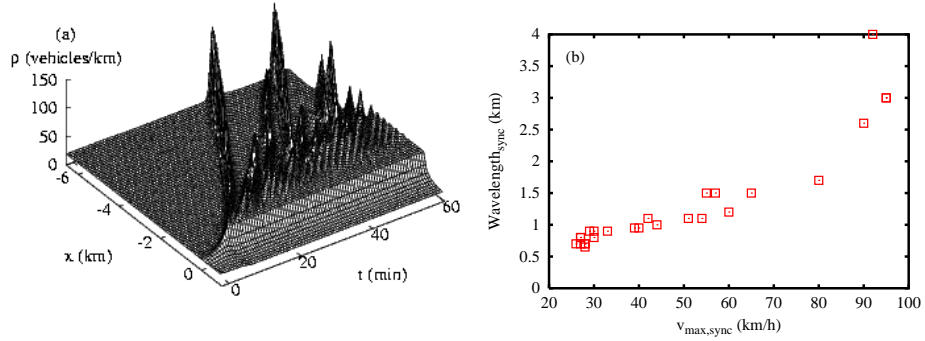 (a)
ρ (vehicles/km)
150
100
50
0
-6
-4
-2
0
x (km)
0
20
40
60
t (min)
(b)
4
3.5
3
2.5
2
1.5
1
0.5
0
Wavelength_sync (km)
20 30 40 50 60 70 80 90 100
v_max,sync (km/h)